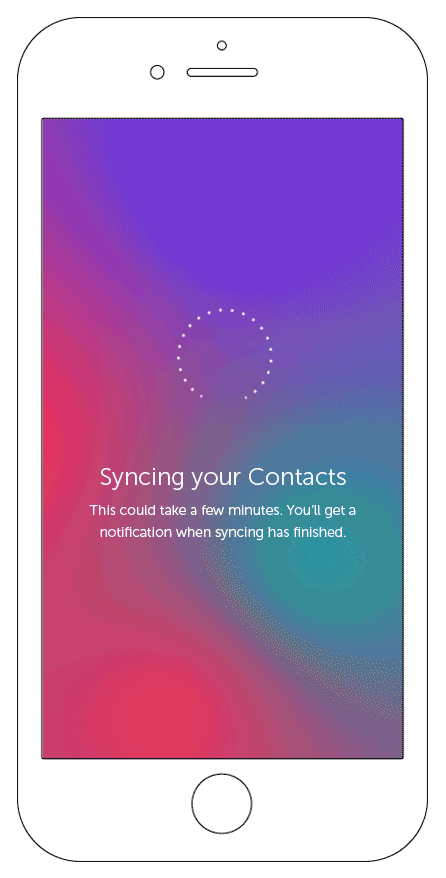 Syncing your Contacts
This could take a few minutes. You’ll get a
notification when syncing has finished.